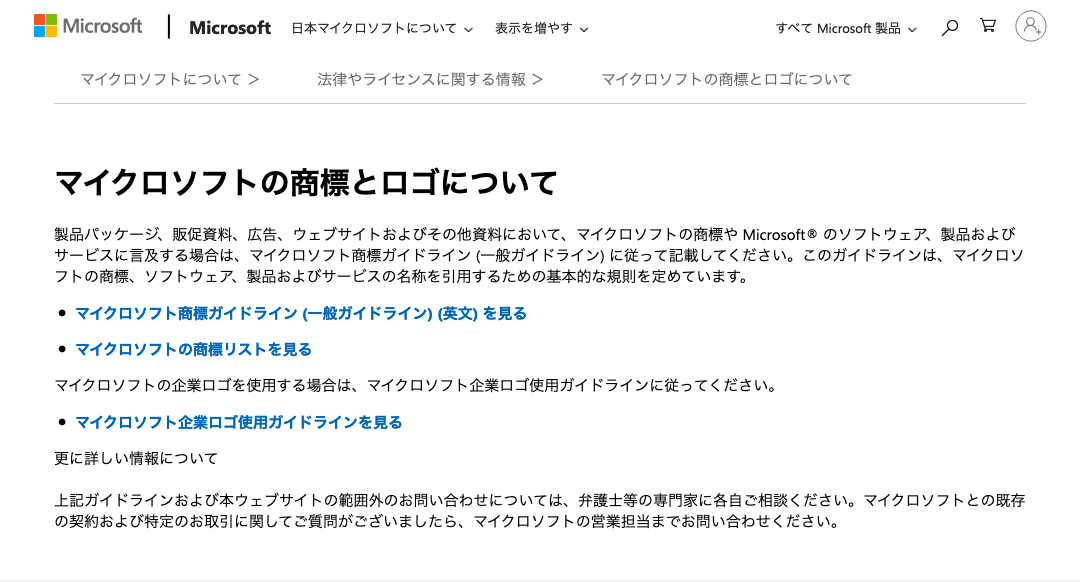 Microsoft | Microsoft 日本マイクロソフトについて 表示を増やす すべて Microsoft 製品
マイクロソフトについて > 法律やライセンスに関する情報 > マイクロソフトの商標とロゴについて
マイクロソフトの商標とロゴについて
製品パッケージ、販促資料、広告、ウェブサイトおよびその他資料において、マイクロソフトの商標や Microsoft® のソフトウェア、製品および
サービスに言及する場合は、マイクロソフト商標ガイドライン (一般ガイドライン) に従って記載してください。このガイドラインは、マイクロソ
フトの商標、ソフトウェア、製品およびサービスの名称を引用するための基本的な規則を定めています。
• マイクロソフト商標ガイドライン (一般ガイドライン) (英文) を見る
• マイクロソフトの商標リストを見る
マイクロソフトの企業ロゴを使用する場合は、マイクロソフト企業ロゴ使用ガイドラインに従ってください。
• マイクロソフト企業ロゴ使用ガイドラインを見る
更に詳しい情報について
上記ガイドラインおよび本ウェブサイトの範囲外のお問い合わせについては、弁護士等の専門家に各自ご相談ください。マイクロソフトとの既存
の契約および特定のお取引に関してご質問がございましたら、マイクロソフトの営業担当までお問い合わせください。